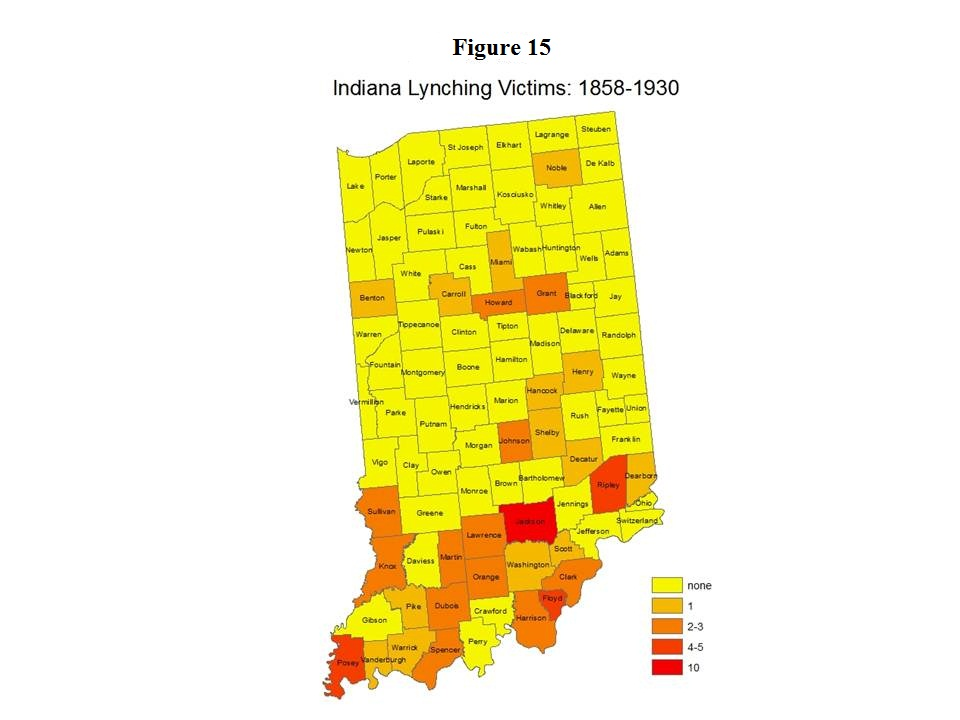 Figure 15
Indiana Lynching Victims: 1858-1930
Steuben
Lagrange
Elkhart
St Joseph
Laporte
Porter
Lake
De Kalb
Noble
Marshall
Starke
Kosciusko
Whitley
Allen
Fulton
Pulaski
Jasper
Newton
Wabash
Huntington
Wells
Adams
Miami
Cass
White
Benton
Carroll
Howard
Grant
Blackford
Jay
Warren
Tippecanoe
Clinton
Tipton
Madison
Delaware
Randolph
Fountain
Montgomery
Boone
Hamilton
Henry
Wayne
Vermillion
Parke
Putnam
Hendricks
Marion
Hancock
Rush
Fayette
Union
Johnson
Shelby
Franklin
Morgan
Vigo
Clay
Owen
Decatur
Monroe
Brown
Bartholomew
Ripley
Dearborn
Sullivan
Greene
Jackson
Jennings
Ohio
Switzerland
Jefferson
Lawrence
Scott
Knox
Daviess
Martin
Orange
Washington
Clark
Floyd
Gibson
Pike
Dubois
Crawford
Harrison
Posey
Vanderburgh
Warrick
Spencer
Perry
none
1
2-3
4-5
10